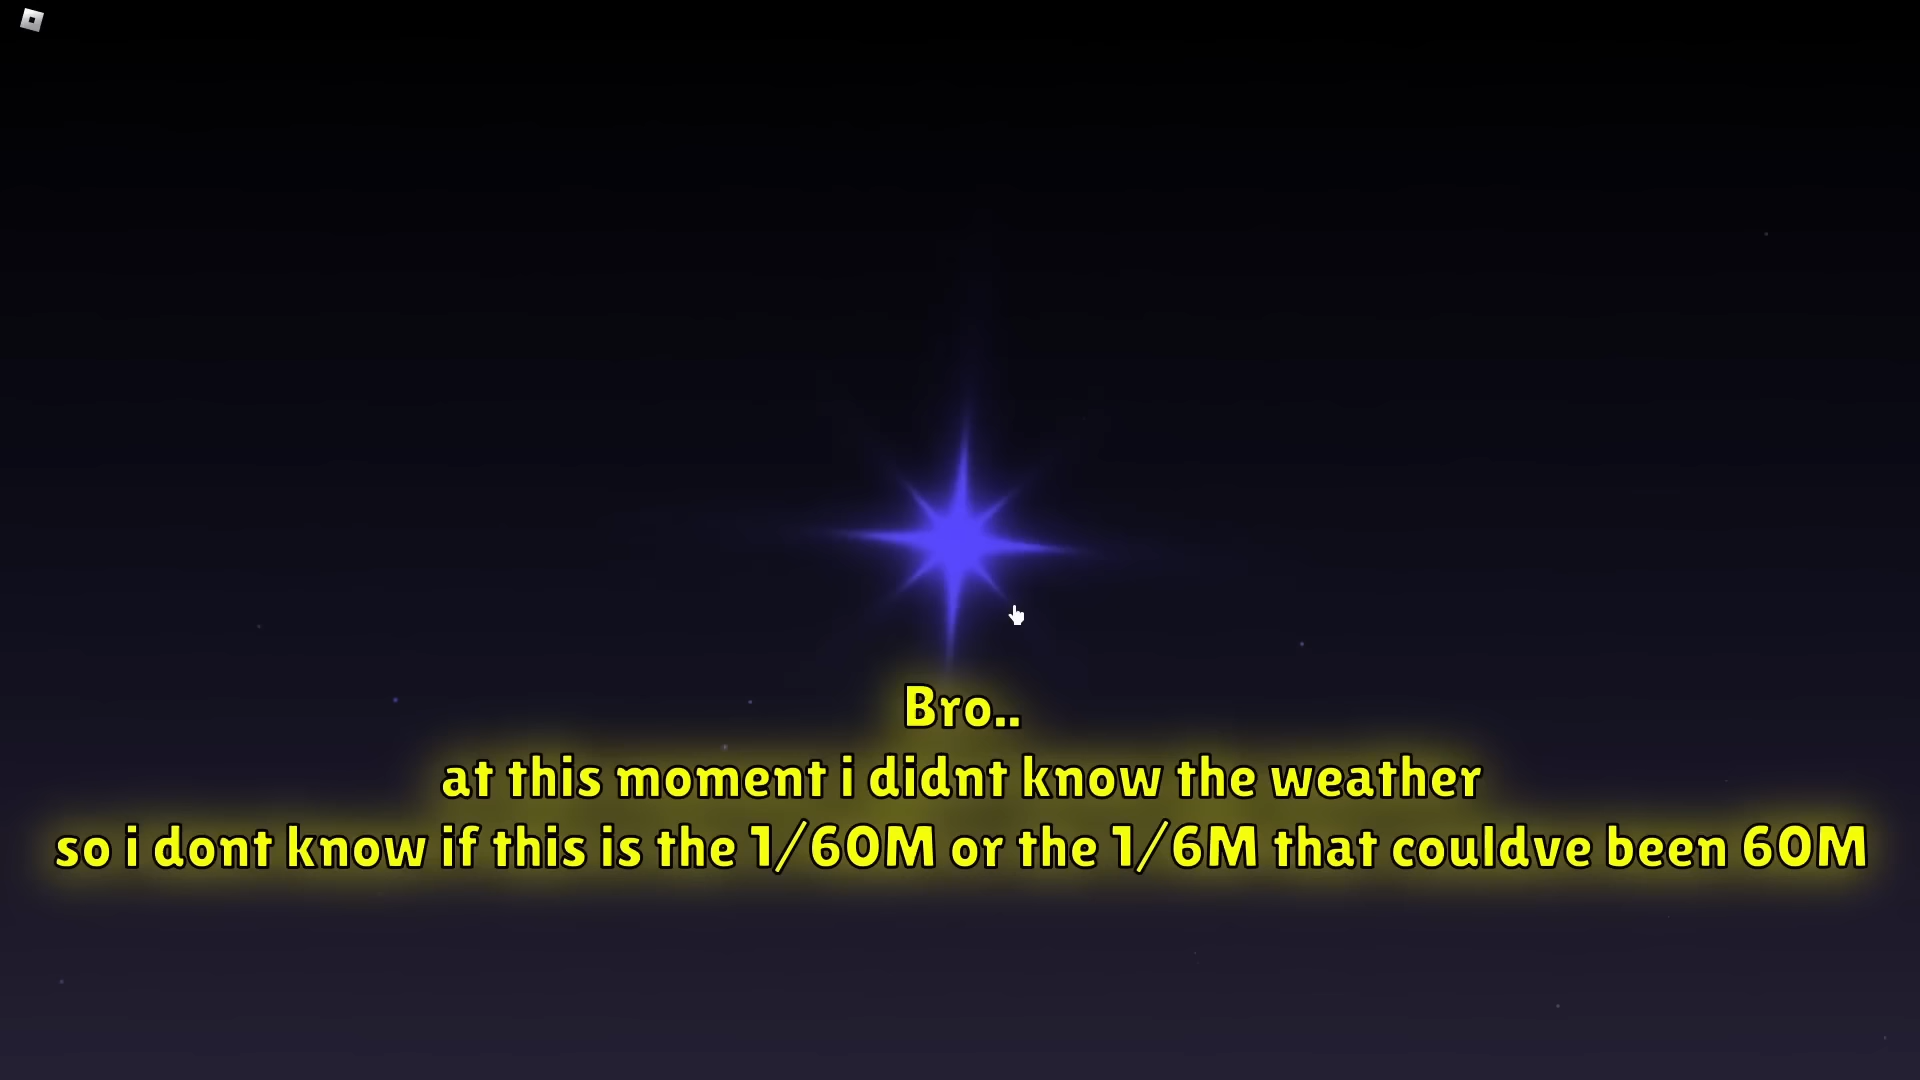 Bro..
at this moment i didnt know the weather
so i dont know if this is the 1/60M or the 1/6M that couldve been 60M